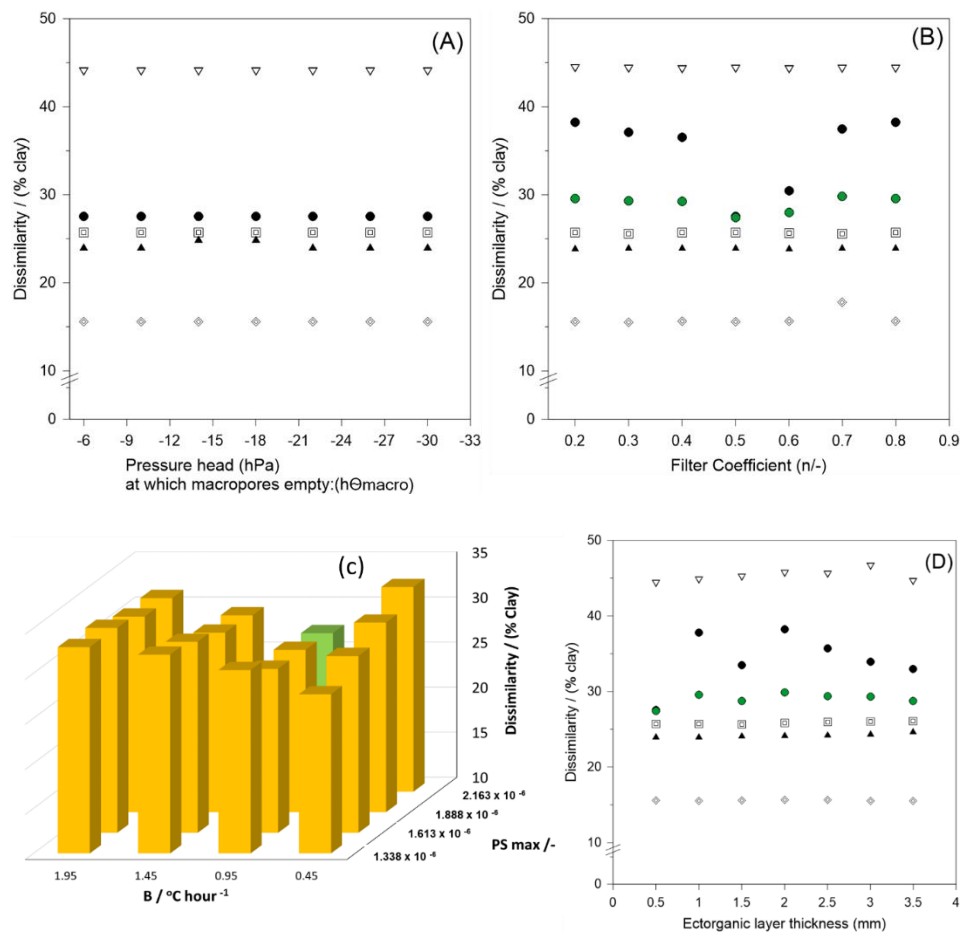 (A)
50
40
30
20
10
0
Dissimilarity / (% clay)
-6 -9 -12 -15 -18 -21 -24 -27 -30 -33
Pressure head (hPa)
at which macropores empty:(hΘmacro)
(B)
50
40
30
20
10
0
Dissimilarity / (% clay)
0.2 0.3 0.4 0.5 0.6 0.7 0.8 0.9
Filter Coefficient (n/-)
(c)
35
30
25
20
15
10
Dissimilarity / (% Clay)
2.163 x 10 -6
1.888 x 10 -6
1.613 x 10 -6
1.338 x 10 -6
PS max /-
1.95 1.45 0.95 0.45
B / ᵒC hour -1
(D)
50
40
30
20
10
0
Dissimilarity / (% clay)
0 0.5 1 1.5 2 2.5 3 3.5 4
Ectorganic layer thickness (mm)